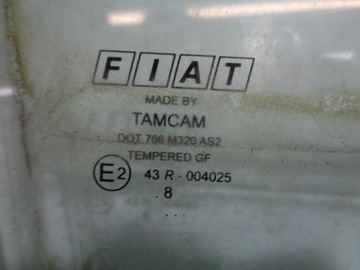 FIAT
MADE BY
TAMCAM
DOT 766 M320 AS2
TEMPERED GF
E2 43 R - 004025
. 8
. . .